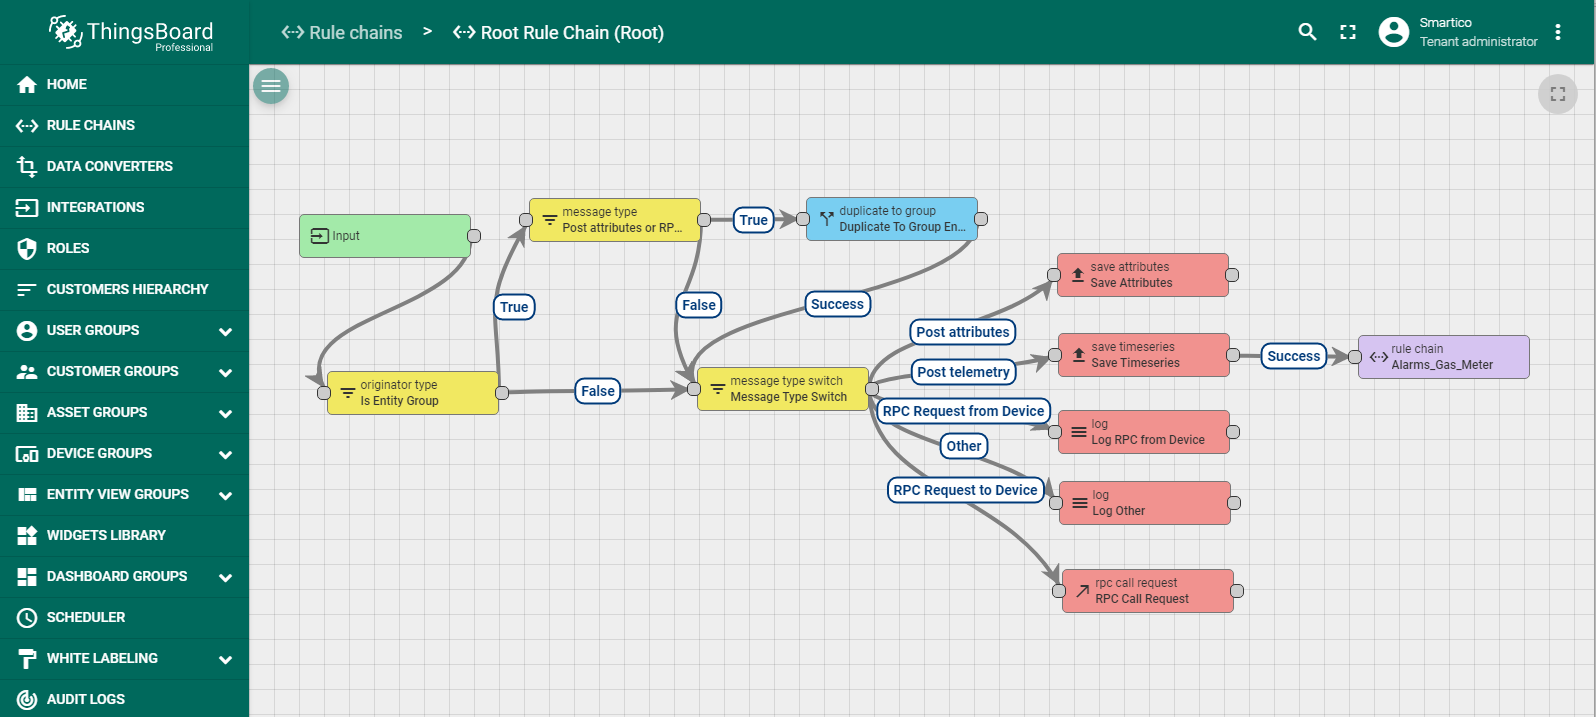 ThingsBoard
Professional
Rule chains > Root Rule Chain (Root)
Smartico
Tenant administrator
HOME
RULE CHAINS
DATA CONVERTERS
INTEGRATIONS
ROLES
CUSTOMERS HIERARCHY
USER GROUPS
CUSTOMER GROUPS
ASSET GROUPS
DEVICE GROUPS
ENTITY VIEW GROUPS
WIDGETS LIBRARY
DASHBOARD GROUPS
SCHEDULER
WHITE LABELING
AUDIT LOGS
Input
message type
Post attributes or RP...
True
duplicate to group
Duplicate To Group En...
True
False
Success
originator type
Is Entity Group
False
message type switch
Message Type Switch
Post attributes
Post telemetry
RPC Request from Device
Other
RPC Request to Device
save attributes
Save Attributes
save timeseries
Save Timeseries
Success
rule chain
Alarms_Gas_Meter
log
Log RPC from Device
log
Log Other
rpc call request
RPC Call Request